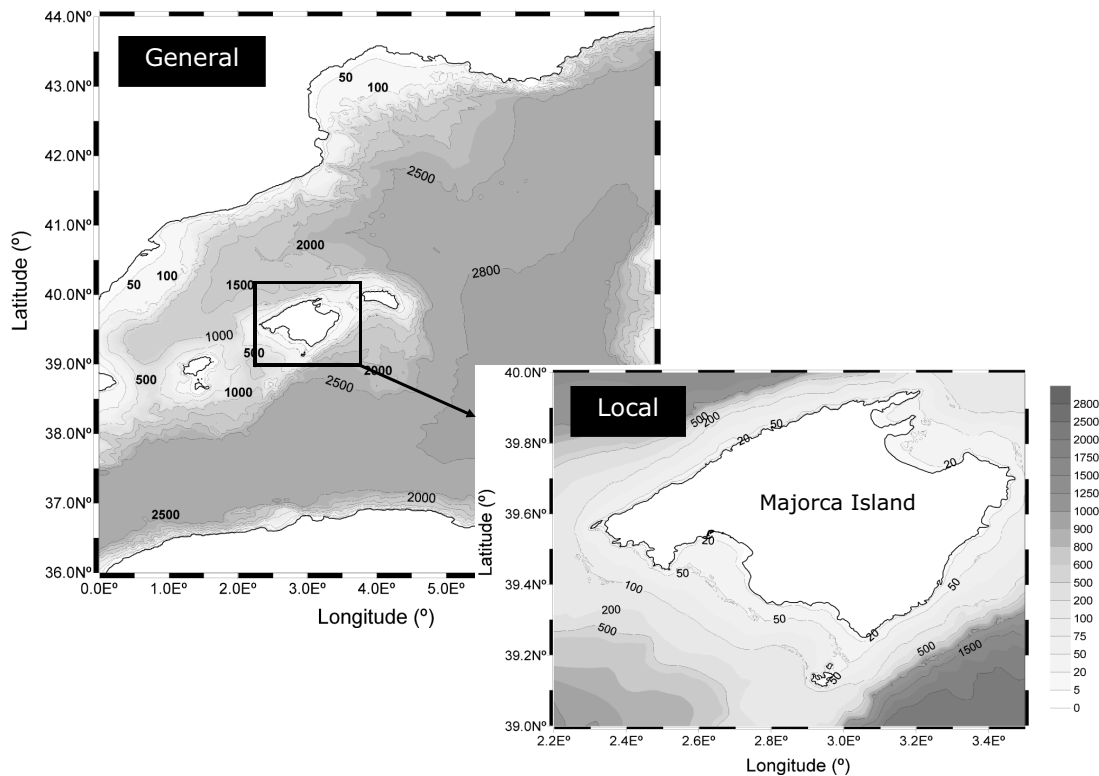 44.0Nº
General
50
100
43.0Nº
42.0Nº
2500
41.0Nº
2000
100
50
2800
40.0Nº
1500
1000
500
39.0Nº
2000
500
2500
1000
38.0Nº
37.0Nº
2000
2500
36.0Nº
0.0Eº 1.0Eº 2.0Eº 3.0Eº 4.0Eº 5.0Eº
Longitude (º)
Latitude (º)
40.0Nº
Local
500
200
20
50
39.8Nº
20
Majorca Island
39.6Nº
20
50
39.4Nº
100
50
200
50
500
20
39.2Nº
500
1500
50
39.0Nº
2.2Eº 2.4Eº 2.6Eº 2.8Eº 3.0Eº 3.2Eº 3.4Eº
Longitude (º)
Latitude (º)
2800
2500
2000
1750
1500
1250
1000
900
800
600
500
200
100
75
50
20
5
0